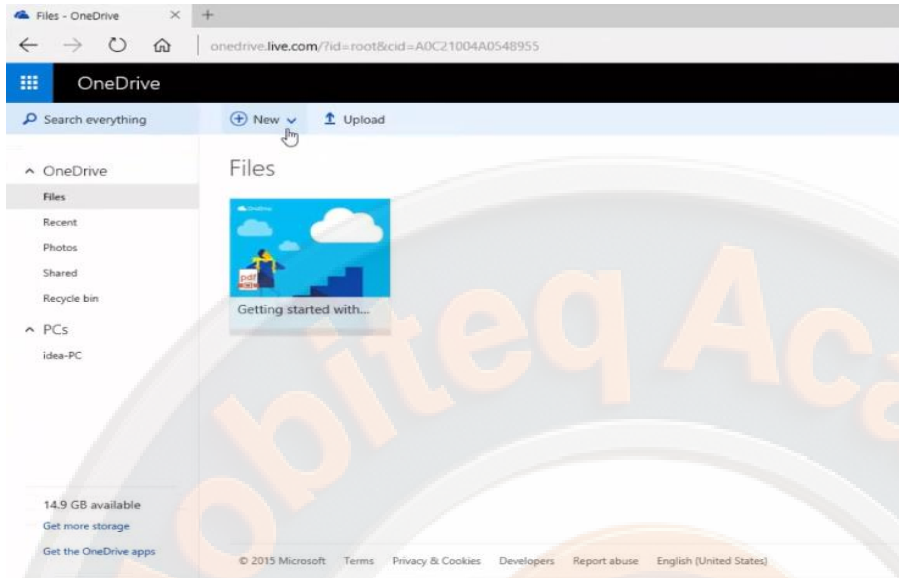 Files - OneDrive
onedrive.live.com/?id=root&cid=A0C21004A0548955
OneDrive
Search everything
New
Upload
OneDrive
Files
Recent
Photos
Shared
Recycle bin
PCs
idea-PC
14.9 GB available
Get more storage
Get the OneDrive apps
Files
OneDrive
pdf
Getting started with...
© 2015 Microsoft Terms Privacy & Cookies Developers Report abuse English (United States)
obiteq Aca